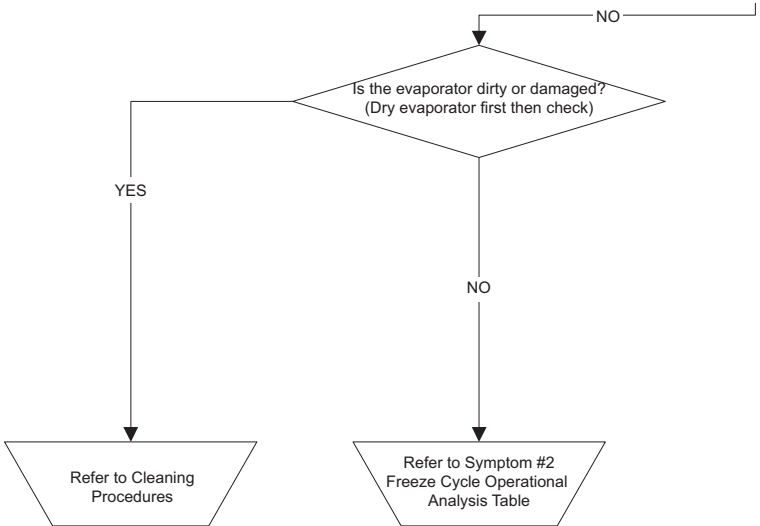 NO
Is the evaporator dirty or damaged?
(Dry evaporator first then check)
YES
NO
Refer to Cleaning
Procedures
Refer to Symptom #2
Freeze Cycle Operational
Analysis Table